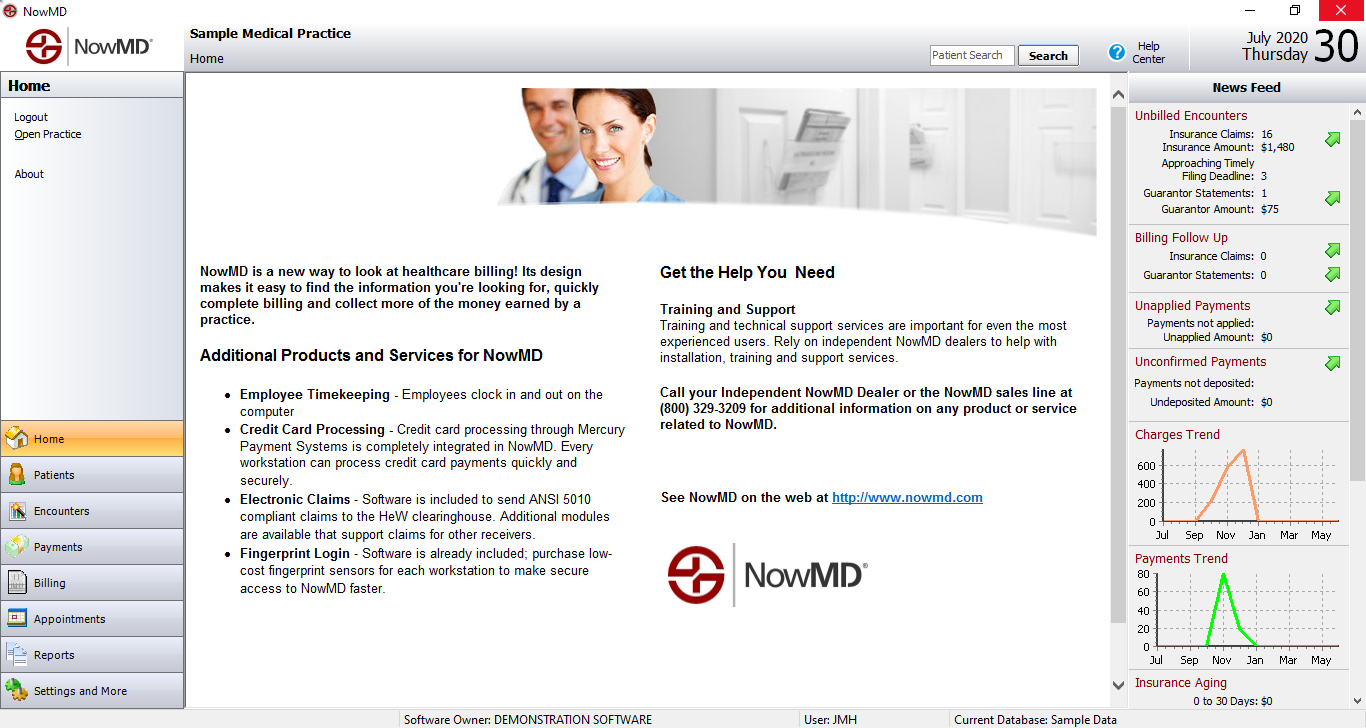 NowMD
NowMD®
Sample Medical Practice
Home
Patient Search
Search
Help
Center
July 2020
Thursday
30
Home
Logout
Open Practice
About
Home
Patients
Encounters
Payments
Billing
Appointments
Reports
Settings and More
NowMD is a new way to look at healthcare billing! Its design
makes it easy to find the information you're looking for, quickly
complete billing and collect more of the money earned by a
practice.
Additional Products and Services for NowMD
• Employee Timekeeping - Employees clock in and out on the
computer
• Credit Card Processing - Credit card processing through Mercury
Payment Systems is completely integrated in NowMD. Every
workstation can process credit card payments quickly and
securely.
• Electronic Claims - Software is included to send ANSI 5010
compliant claims to the HeW clearinghouse. Additional modules
are available that support claims for other receivers.
• Fingerprint Login - Software is already included; purchase low-
cost fingerprint sensors for each workstation to make secure
access to NowMD faster.
Get the Help You Need
Training and Support
Training and technical support services are important for even the most
experienced users. Rely on independent NowMD dealers to help with
installation, training and support services.
Call your Independent NowMD Dealer or the NowMD sales line at
(800) 329-3209 for additional information on any product or service
related to NowMD.
See NowMD on the web at http://www.nowmd.com
NowMD®
News Feed
Unbilled Encounters
Insurance Claims: 16
Insurance Amount: $1,480
Approaching Timely
Filing Deadline: 3
Guarantor Statements: 1
Guarantor Amount: $75
Billing Follow Up
Insurance Claims: 0
Guarantor Statements: 0
Unapplied Payments
Payments not applied:
Unapplied Amount: $0
Unconfirmed Payments
Payments not deposited:
Undeposited Amount: $0
Charges Trend
600
400
200
0
Jul Sep Nov Jan Mar May
Payments Trend
80
60
40
20
0
Jul Sep Nov Jan Mar May
Insurance Aging
0 to 30 Days: $0
Software Owner: DEMONSTRATION SOFTWARE
User: JMH
Current Database: Sample Data